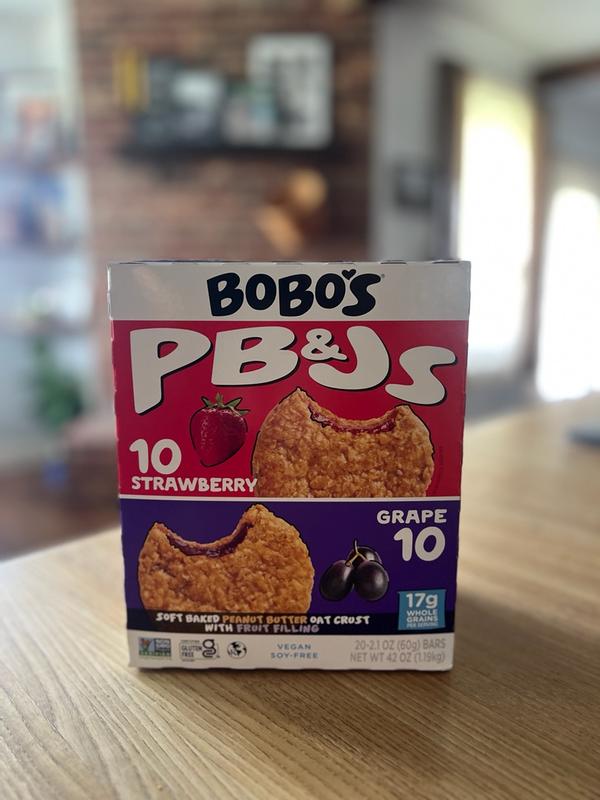 BOBO'S
PB&Js
10
STRAWBERRY
GRAPE
10
SOFT BAKED PEANUT BUTTER OAT CRUST
WITH FRUIT FILLING
17g
WHOLE
GRAINS
PER SERVING
GLUTEN
FREE
VEGAN
SOY-FREE
20-2.1 OZ (60g) BARS
NET WT 42 OZ (1.19kg)